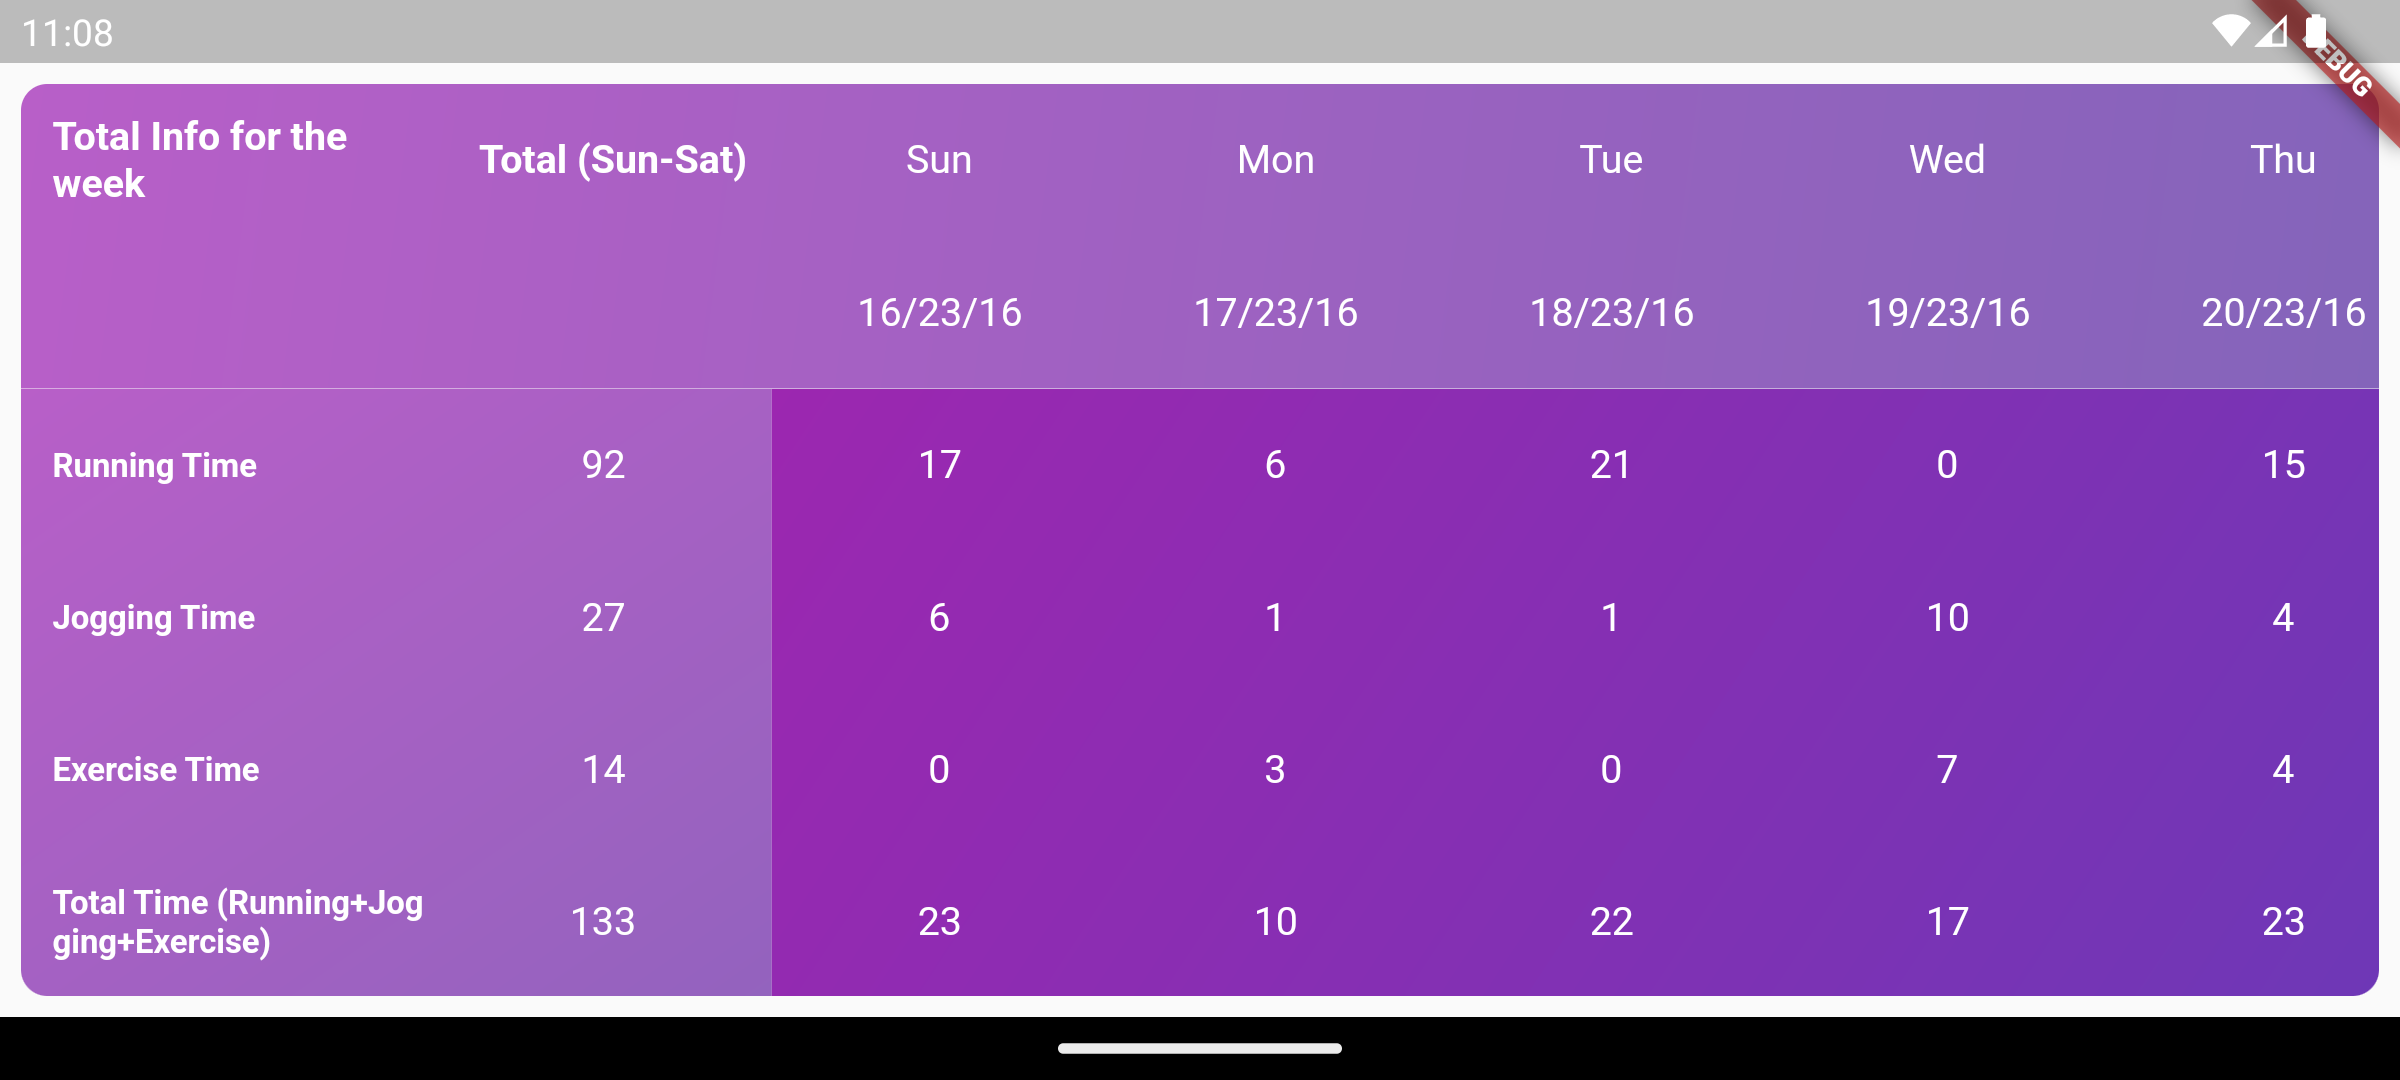 11:08
DEBUG
Total Info for the
week
Total (Sun-Sat)
Sun
Mon
Tue
Wed
Thu
16/23/16
17/23/16
18/23/16
19/23/16
20/23/16
Running Time
92
17
6
21
0
15
Jogging Time
27
6
1
1
10
4
Exercise Time
14
0
3
0
7
4
Total Time (Running+Jog
ging+Exercise)
133
23
10
22
17
23